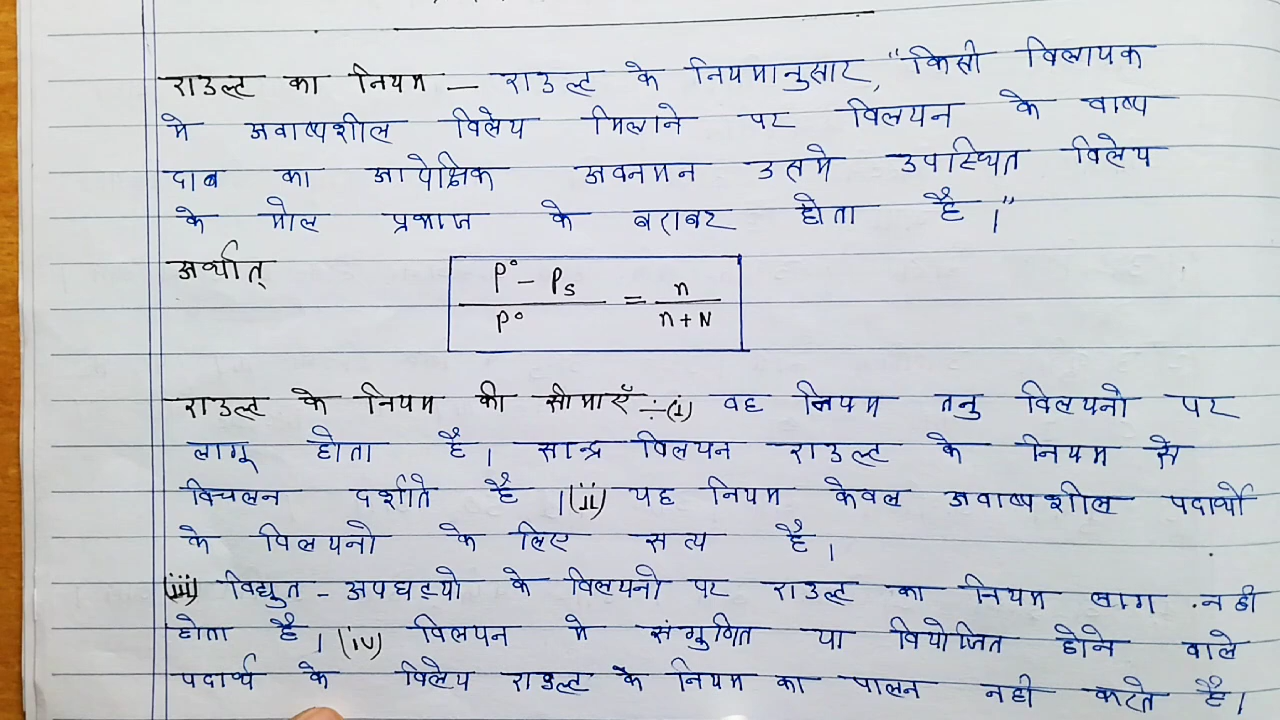 राउल्ट का नियम — राउल्ट के नियमानुसार, "किसी विलायक
मे अवाष्पशील विलेय मिलाने पर विलयन के वाष्प
दाब का आपेक्षिक अवनमन उसमे उपस्थित विलेय
के मोल प्रभाज के बराबर होता है।"
अर्थात् P° - Ps / P° = n / n + N
राउल्ट के नियम की सीमाएँ ÷(i) वह नियम तनु विलयनो पर
लागू होता है। सान्द्र विलयन राउल्ट के नियम से
विचलन दर्शाते है।(ii) यह नियम केवल अवाष्पशील पदार्थो
के विलयनो के लिए सत्य है।
(iii) विद्युत - अपघट्यो के विलयनो पर राउल्ट का नियम लाग नही
होता है। (iv) विलयन मे संगुणित या वियोजित होने वाले
पदार्थ के विलेय राउल्ट के नियम का पालन नही करते है।